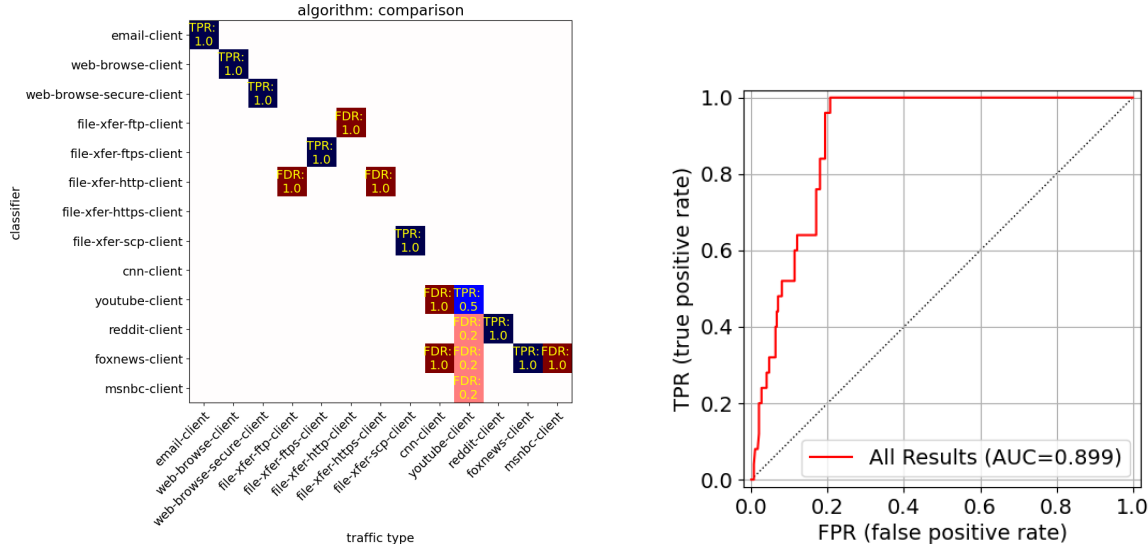 algorithm: comparison
classifier
email-client
web-browse-client
web-browse-secure-client
file-xfer-ftp-client
file-xfer-ftps-client
file-xfer-http-client
file-xfer-https-client
file-xfer-scp-client
cnn-client
youtube-client
reddit-client
foxnews-client
msnbc-client
TPR:
1.0
TPR:
1.0
TPR:
1.0
FDR:
1.0
TPR:
1.0
FDR:
1.0
FDR:
1.0
TPR:
1.0
FDR:
1.0
TPR:
0.5
FDR:
0.2
TPR:
1.0
FDR:
1.0
FDR:
0.2
TPR:
1.0
FDR:
1.0
FDR:
0.2
email-client
web-browse-client
web-browse-secure-client
file-xfer-ftp-client
file-xfer-ftps-client
file-xfer-http-client
file-xfer-https-client
file-xfer-scp-client
cnn-client
youtube-client
reddit-client
foxnews-client
msnbc-client
traffic type
TPR (true positive rate)
1.0
0.8
0.6
0.4
0.2
0.0
All Results (AUC=0.899)
0.0 0.2 0.4 0.6 0.8 1.0
FPR (false positive rate)